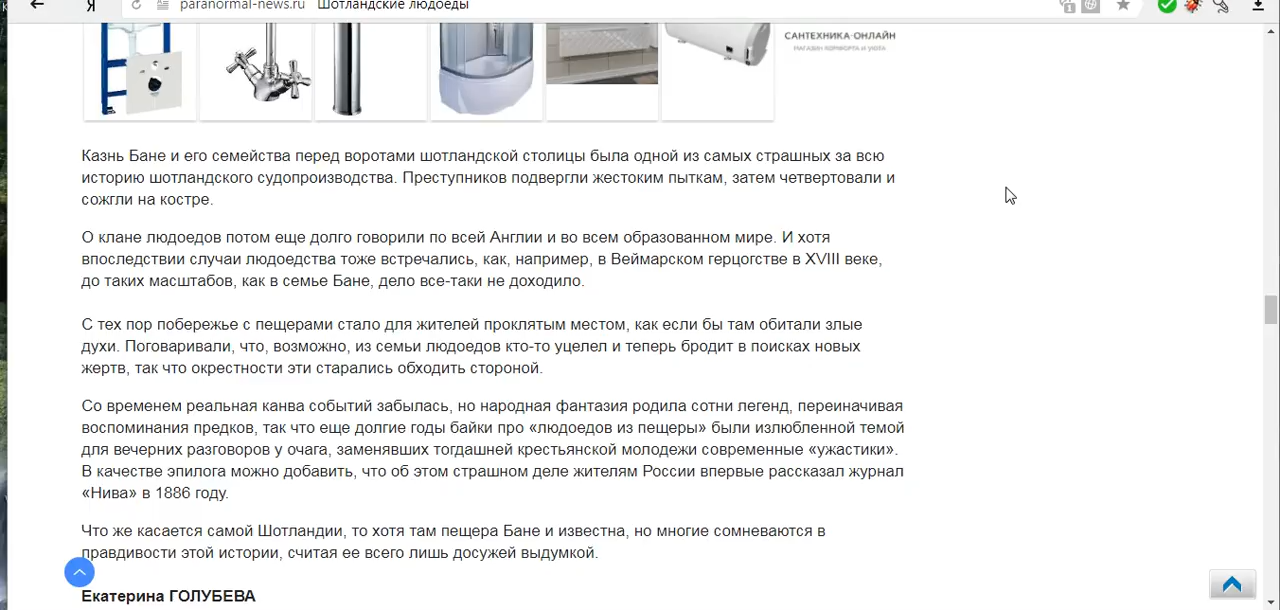 Я
paranormal-news.ru Шотландские людоеды
САНТЕХНИКА-ОНЛАЙН
МАГАЗИН КОМФОРТА И УЮТА
Казнь Бане и его семейства перед воротами шотландской столицы была одной из самых страшных за всю
историю шотландского судопроизводства. Преступников подвергли жестоким пыткам, затем четвертовали и
сожгли на костре.
О клане людоедов потом еще долго говорили по всей Англии и во всем образованном мире. И хотя
впоследствии случаи людоедства тоже встречались, как, например, в Веймарском герцогстве в XVIII веке,
до таких масштабов, как в семье Бане, дело все-таки не доходило.
С тех пор побережье с пещерами стало для жителей проклятым местом, как если бы там обитали злые
духи. Поговаривали, что, возможно, из семьи людоедов кто-то уцелел и теперь бродит в поисках новых
жертв, так что окрестности эти старались обходить стороной.
Со временем реальная канва событий забылась, но народная фантазия родила сотни легенд, переиначивая
воспоминания предков, так что еще долгие годы байки про «людоедов из пещеры» были излюбленной темой
для вечерних разговоров у очага, заменявших тогдашней крестьянской молодежи современные «ужастики».
В качестве эпилога можно добавить, что об этом страшном деле жителям России впервые рассказал журнал
«Нива» в 1886 году.
Что же касается самой Шотландии, то хотя там пещера Бане и известна, но многие сомневаются в
правдивости этой истории, считая ее всего лишь досужей выдумкой.
Екатерина ГОЛУБЕВА